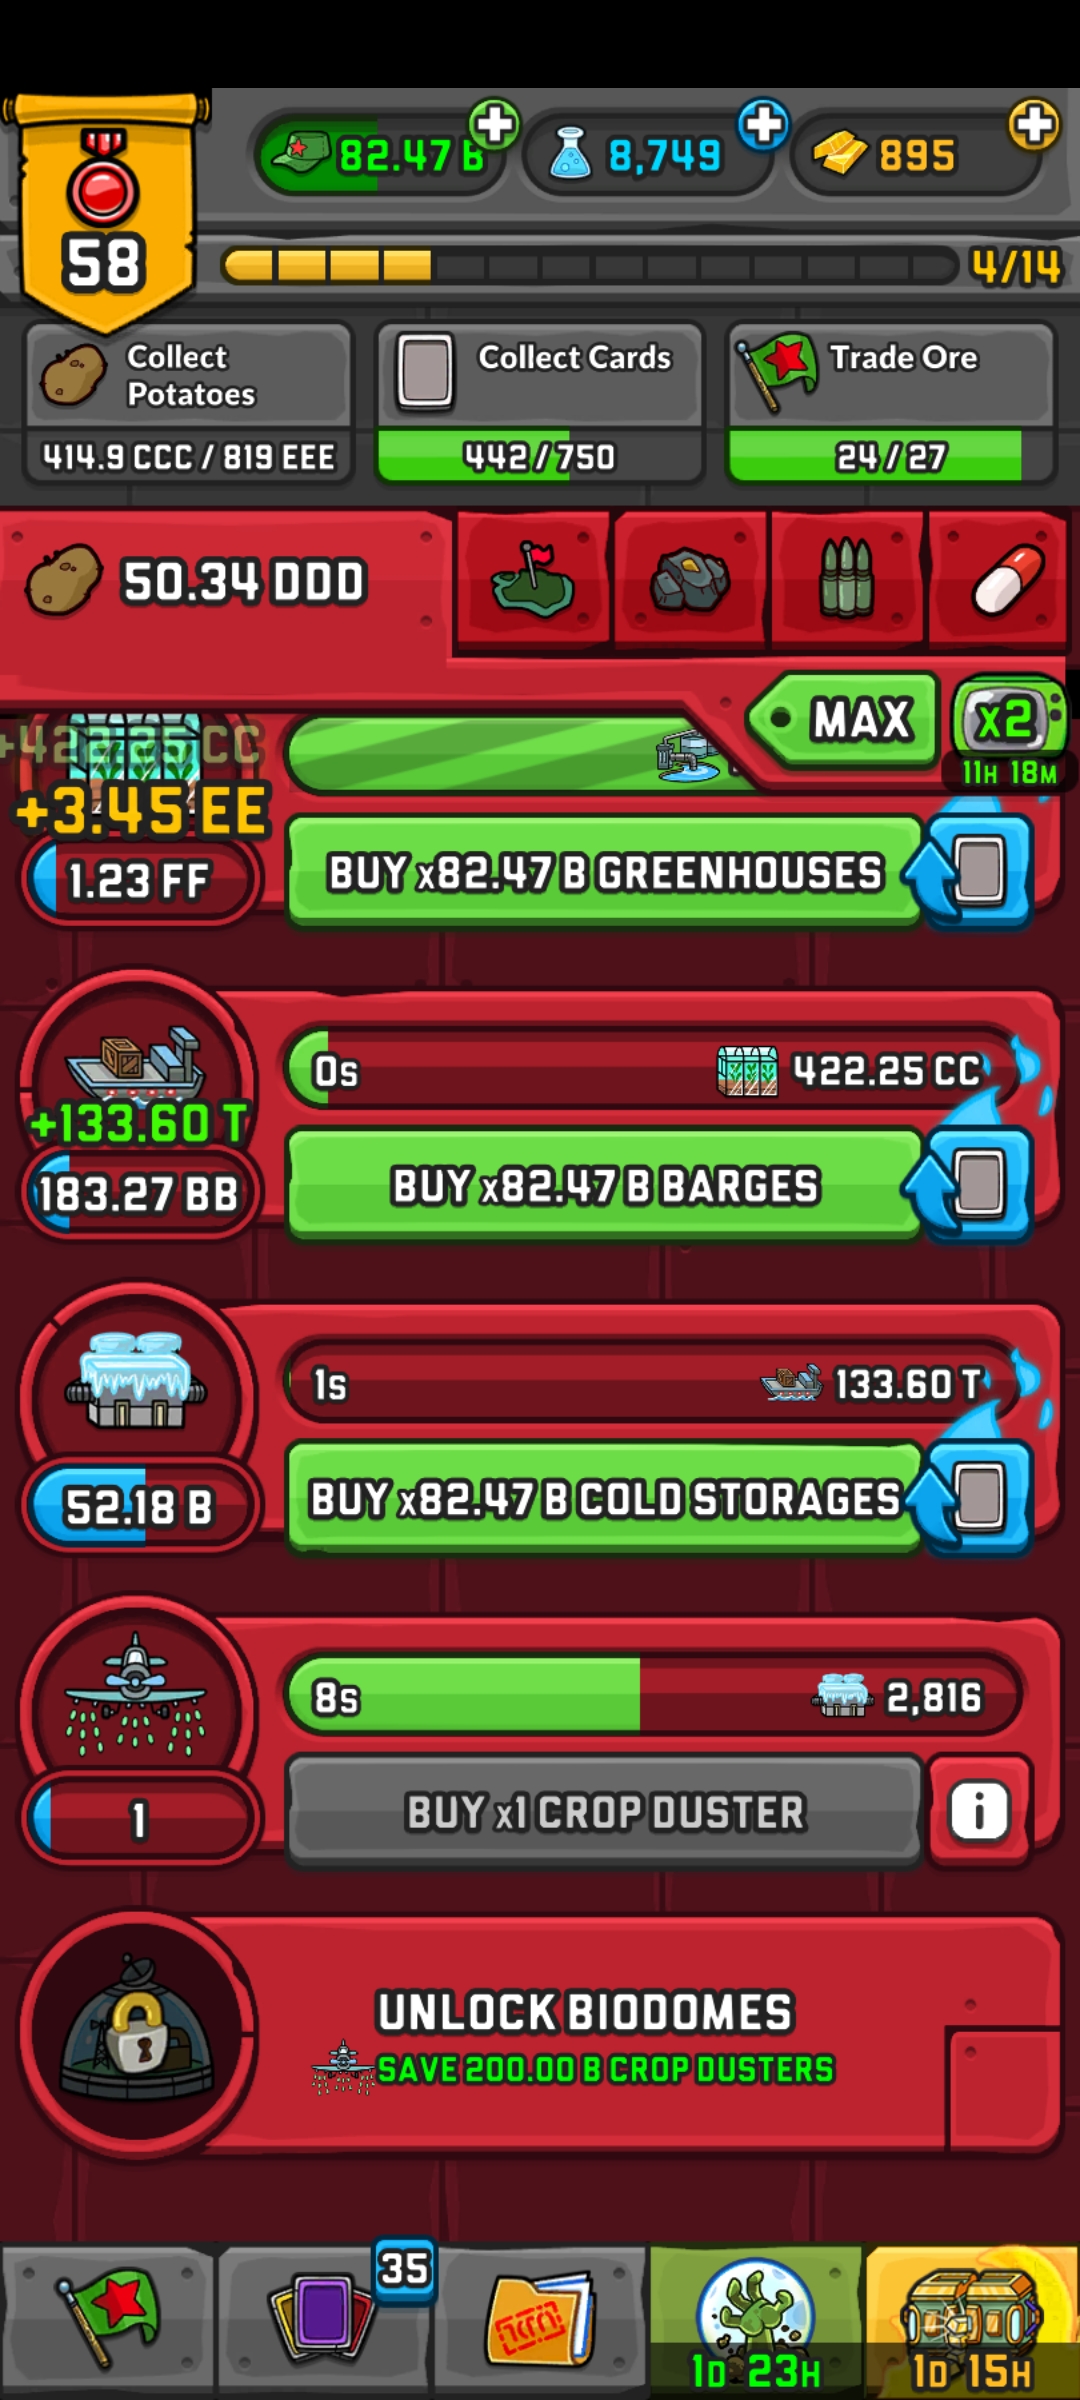 58
82.47 B
8,749
895
4/14
Collect
Potatoes
414.9 CCC / 819 EEE
Collect Cards
442/750
Trade Ore
24/27
50.34 DDD
MAX
x2
11H 18M
+422.25 CC
+3.45 EE
1.23 FF
BUY x82.47 B GREENHOUSES
0s
422.25 CC
+133.60 T
183.27 BB
BUY x82.47 B BARGES
1s
133.60 T
52.18 B
BUY x82.47 B COLD STORAGES
8s
2,816
1
BUY x1 CROP DUSTER
i
UNLOCK BIODOMES
SAVE 200.00 B CROP DUSTERS
35
1D 23H
1D 15H